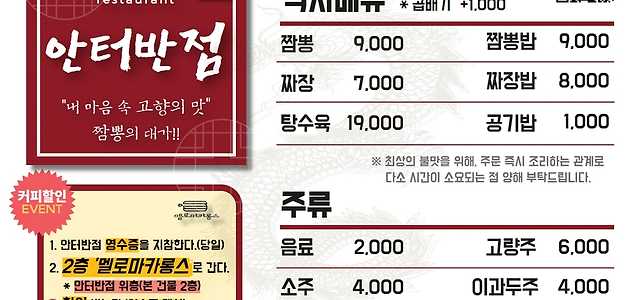 restaurant
안터반점
"내 마음 속 고향의 맛"
짬뽕의 대가!!
커피할인
EVENT
멜로마카롱스
1. 안터반점 영수증을 지참한다.(당일)
2. 2층 '멜로마카롱스'로 간다.
* 안터반점 위층(본 건물 2층)
식사메뉴 * 곱빼기 +1,000
짬뽕 9,000 짬뽕밥 9,000
짜장 7,000 짜장밥 8,000
탕수육 19,000 공기밥 1,000
※ 최상의 불맛을 위해, 주문 즉시 조리하는 관계로
다소 시간이 소요되는 점 양해 부탁드립니다.
주류
음료 2,000 고량주 6,000
소주 4,000 이과두주 4,000